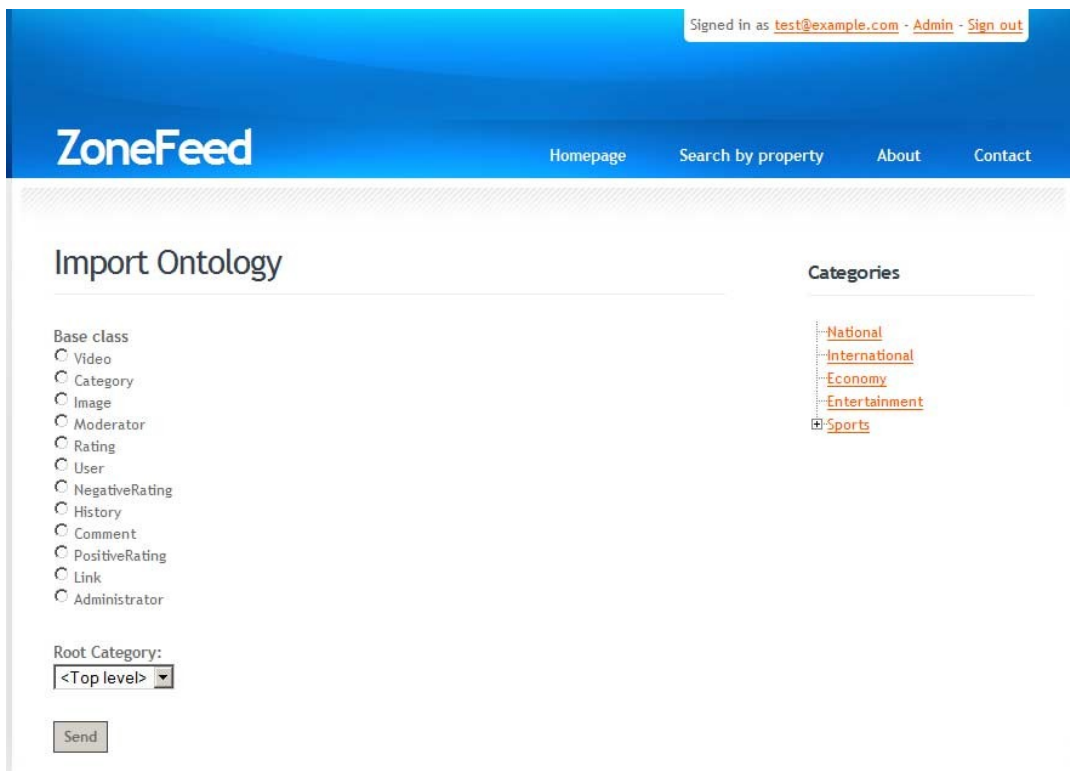 Signed in as test@example.com - Admin - Sign out
ZoneFeed
Homepage Search by property About Contact
Import Ontology
Base class
Video
Category
Image
Moderator
Rating
User
NegativeRating
History
Comment
PositiveRating
Link
Administrator
Root Category:
<Top level>
Send
Categories
National
International
Economy
Entertainment
Sports